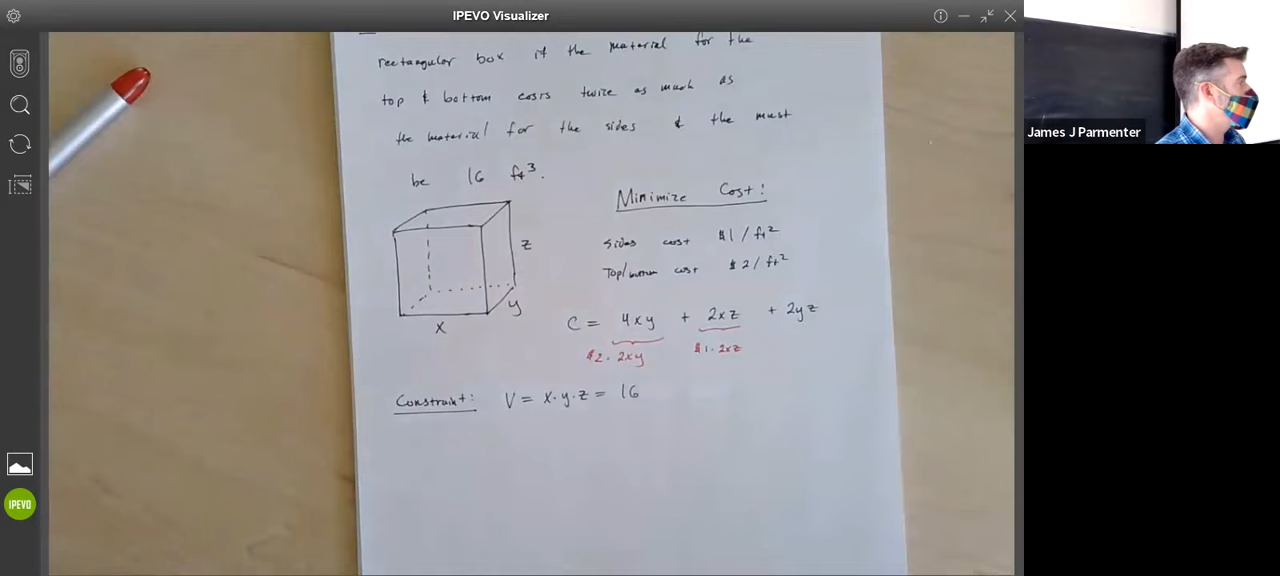 IPEVO Visualizer
rectangular box if the material for the
top & bottom costs twice as much as
the material for the sides & the must
be 16 ft³.
Minimize Cost!
Sides cost $1 / ft²
Top/bottom cost $2 / ft²
z
y
x
C = 4xy + 2xz + 2yz
$2 · 2xy $1 · 2xz
Constraint: V = x·y·z = 16
James J Parmenter
IPEVO